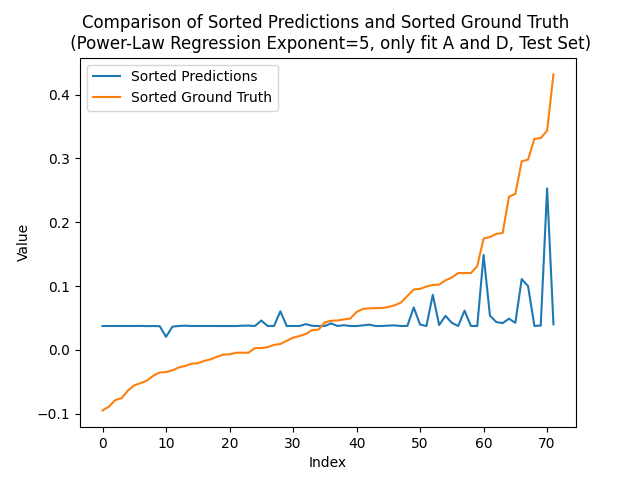 Comparison of Sorted Predictions and Sorted Ground Truth
(Power-Law Regression Exponent=5, only fit A and D, Test Set)
Sorted Predictions
Sorted Ground Truth
Value
0.4
0.3
0.2
0.1
0.0
−0.1
0 10 20 30 40 50 60 70
Index